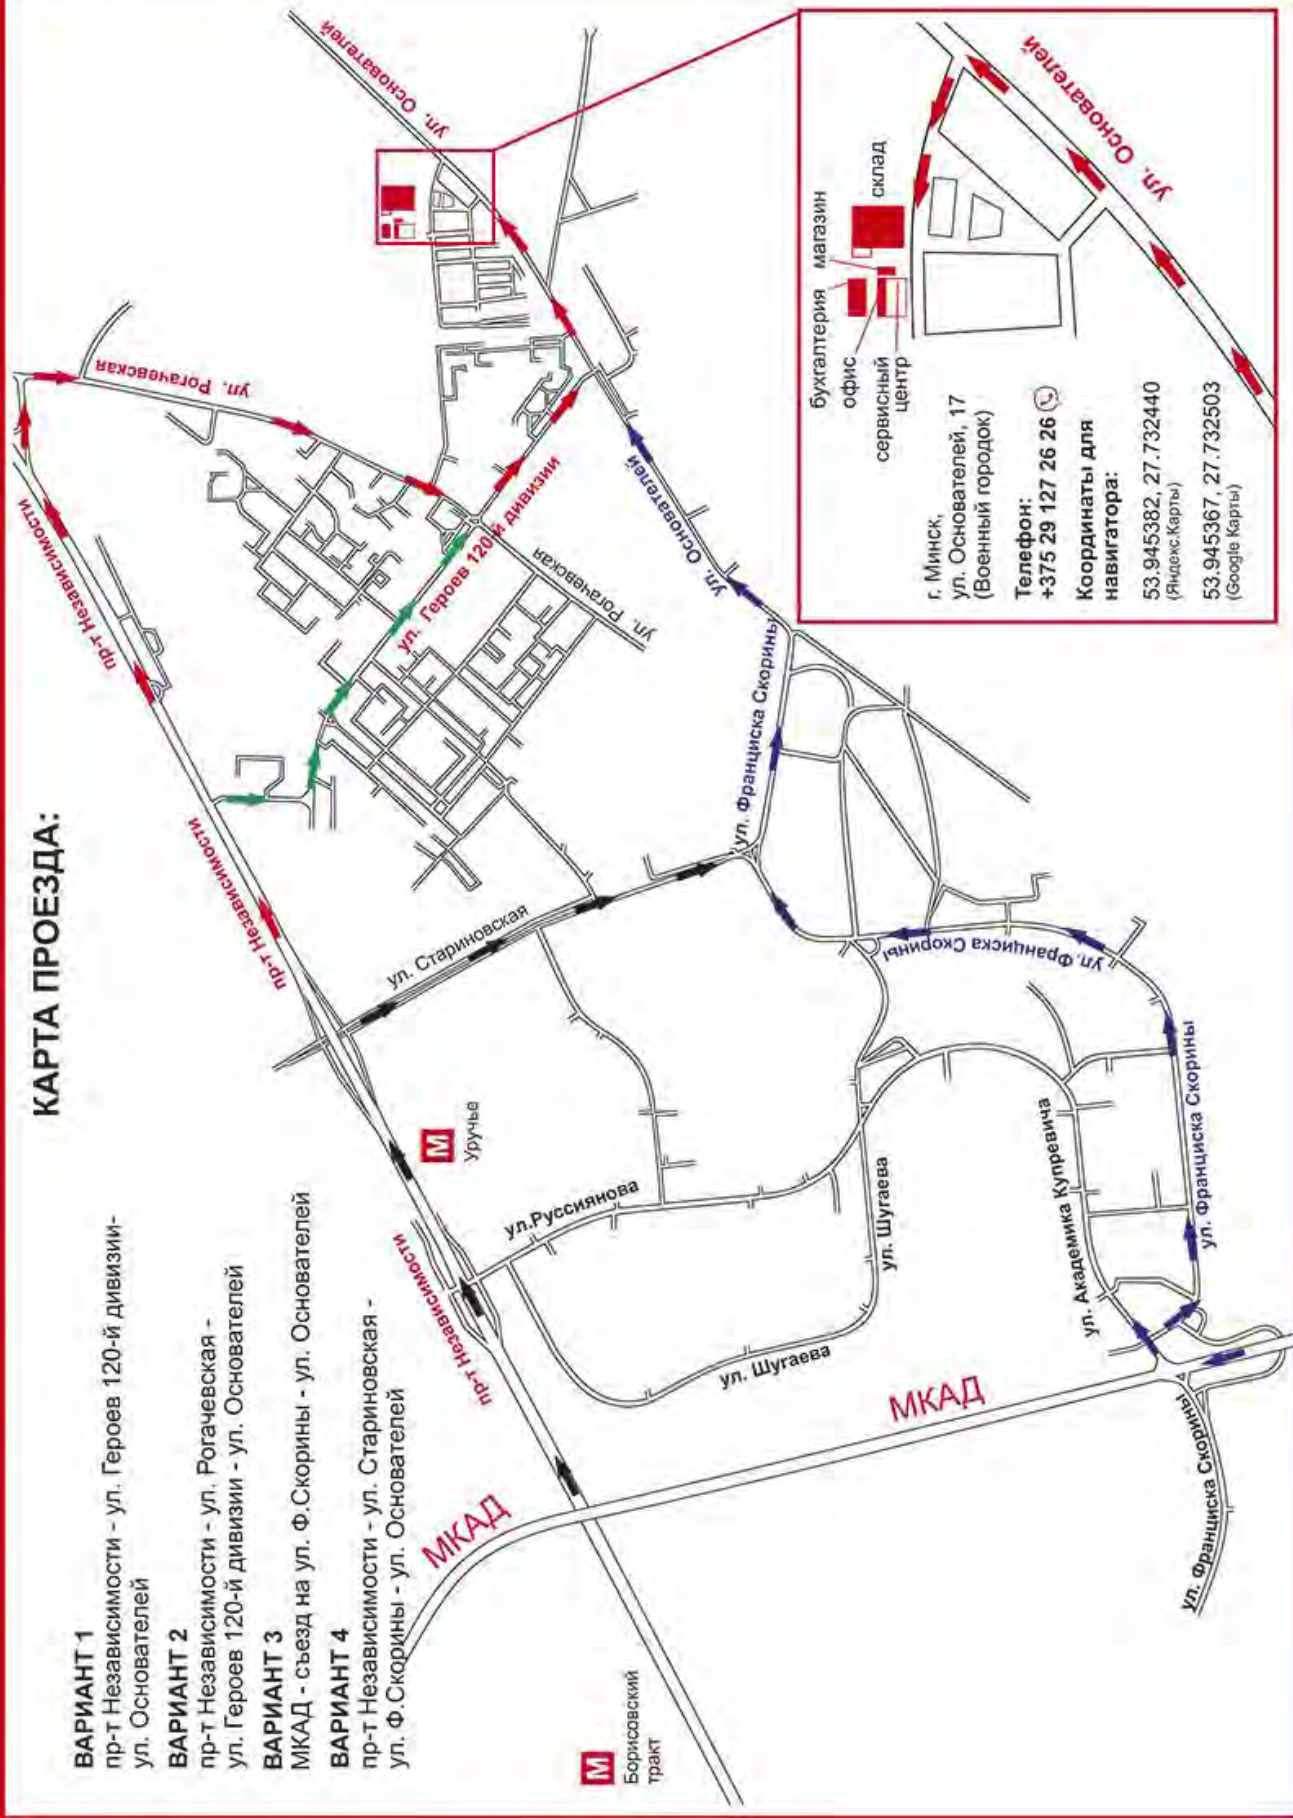 КАРТА ПРОЕЗДА:
ВАРИАНТ 1
пр-т Независимости - ул. Героев 120-й дивизии-
ул. Основателей
ВАРИАНТ 2
пр-т Независимости - ул. Рогачевская -
ул. Героев 120-й дивизии - ул. Основателей
ВАРИАНТ 3
МКАД - съезд на ул. Ф.Скорины - ул. Основателей
ВАРИАНТ 4
пр-т Независимости - ул. Стариновская -
ул. Ф.Скорины - ул. Основателей
М
Борисовский
тракт
МКАД
пр-т Независимости
М
Уручье
пр-т Независимости
пр-т Независимости
ул. Рогачевская
ул. Основателей
ул. Стариновская
ул. Героев 120-й дивизии
ул. Рогачевская
ул.Руссиянова
ул. Шугаева
ул. Шугаева
МКАД
ул. Основателей
ул. Франциска Скорины
ул. Франциска Скорины
ул. Академика Купревича
ул. Франциска Скорины
ул. Франциска Скорины
бухгалтерия
магазин
офис
склад
сервисный
центр
ул. Основателей
г. Минск,
ул. Основателей, 17
(Военный городок)
Телефон:
+375 29 127 26 26
Координаты для
навигатора:
53.945382, 27.732440
(Яндекс.Карты)
53.945367, 27.732503
(Google Карты)